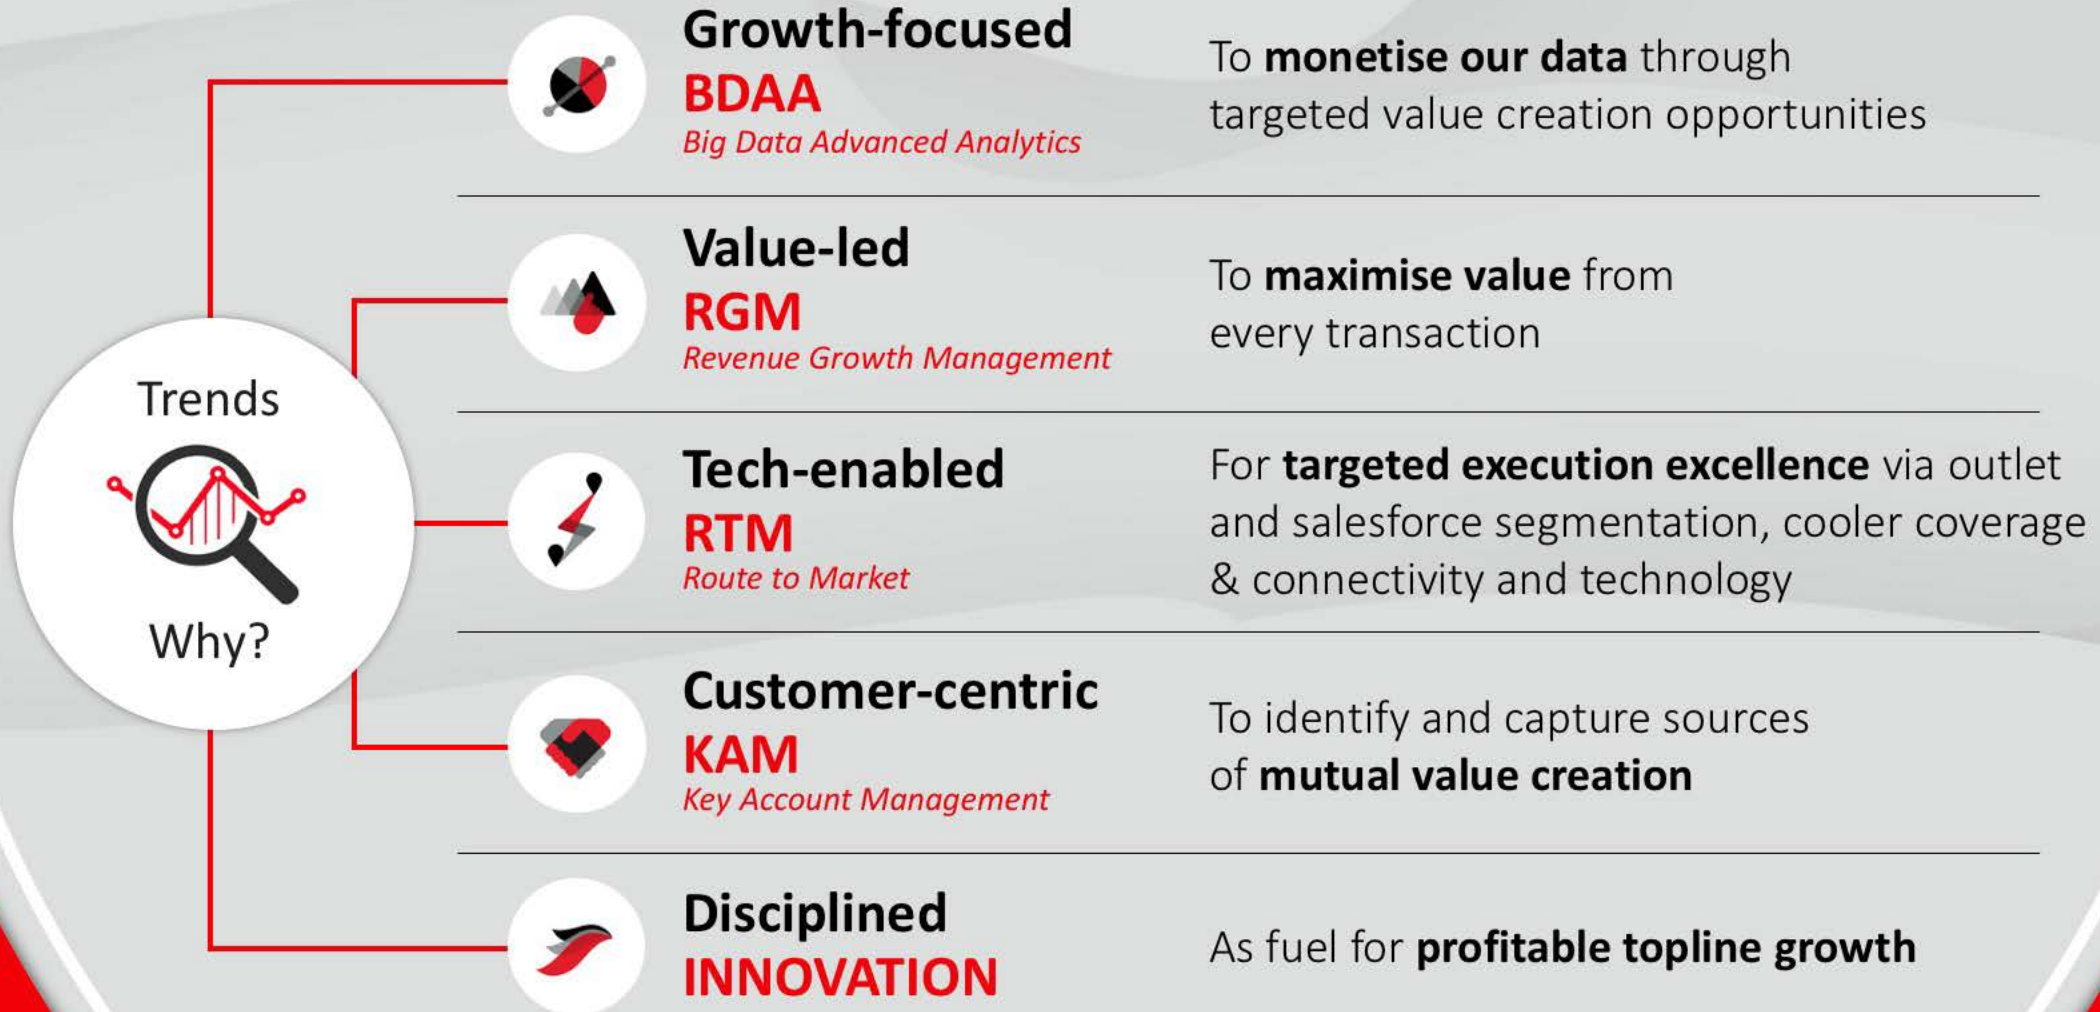 Trends
Why?
Growth-focused
BDAA
Big Data Advanced Analytics
To monetise our data through
targeted value creation opportunities
Value-led
RGM
Revenue Growth Management
To maximise value from
every transaction
Tech-enabled
RTM
Route to Market
For targeted execution excellence via outlet
and salesforce segmentation, cooler coverage
& connectivity and technology
Customer-centric
KAM
Key Account Management
To identify and capture sources
of mutual value creation
Disciplined
INNOVATION
As fuel for profitable topline growth